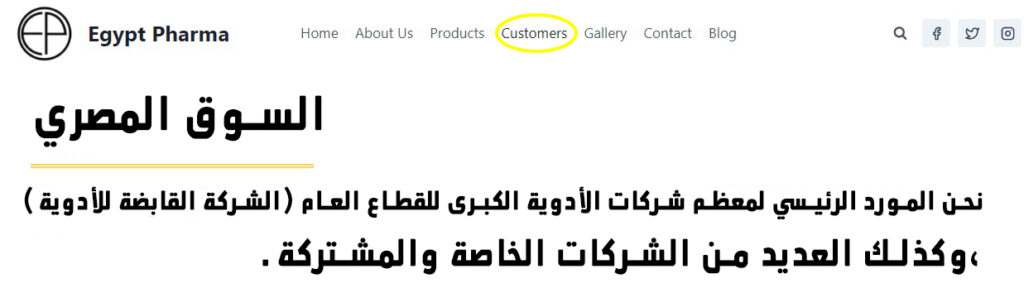 EP Egypt Pharma Home About Us Products Customers Gallery Contact Blog
السوق المصري
نحن المورد الرئيسي لمعظم شركات الأدوية الكبرى للقطاع العام (الشركة القابضة للأدوية )
،وكذلك العديد من الشركات الخاصة والمشتركة.